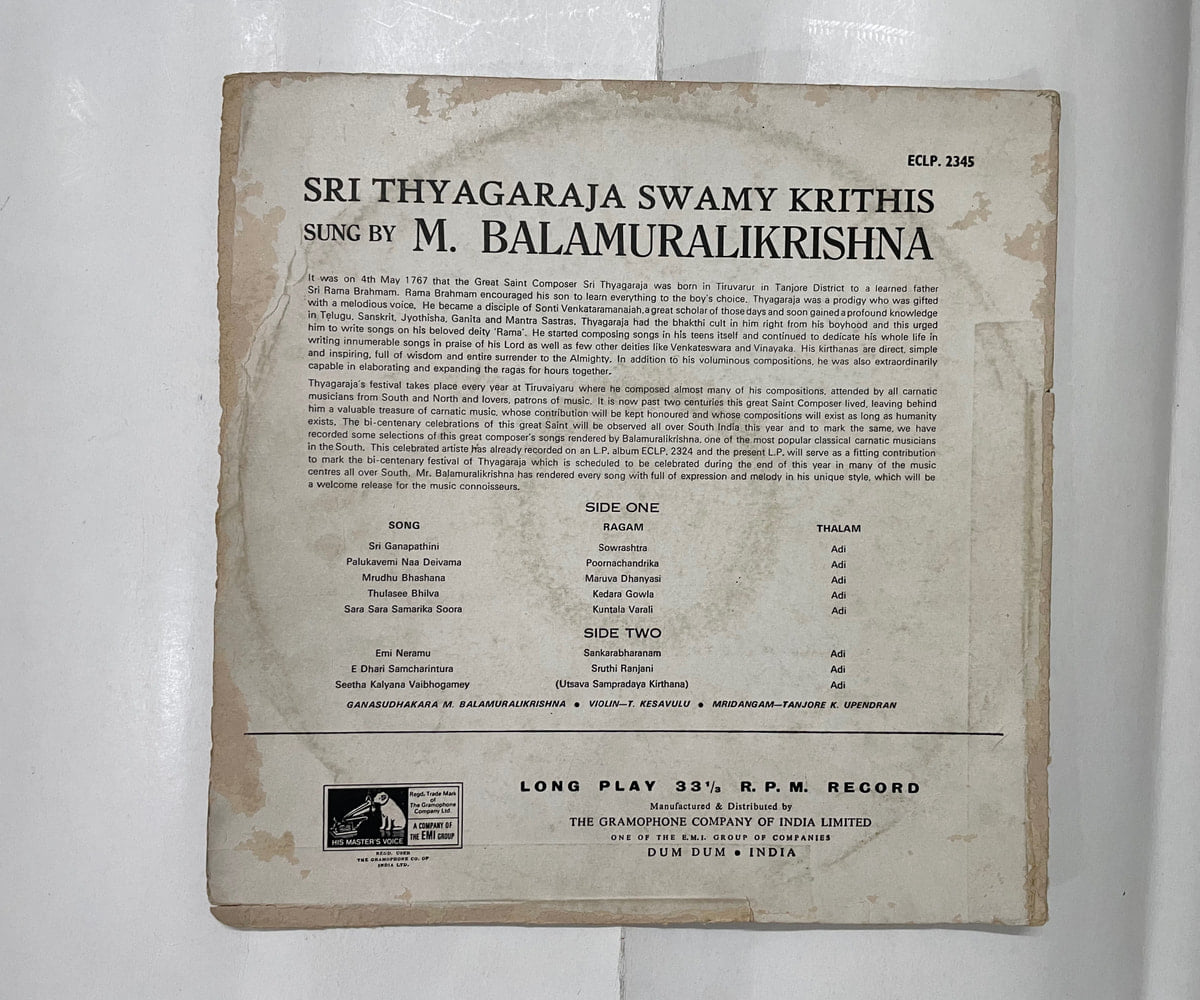 ECLP. 2345
SRI THYAGARAJA SWAMY KRITHIS
SUNG BY M. BALAMURALIKRISHNA
It was on 4th May 1767 that the Great Saint Composer Sri Thyagaraja was born in Tiruvarur in Tanjore District to a learned father
Sri Rama Brahmam. Rama Brahmam encouraged his son to learn everything to the boy's choice. Thyagaraja was a prodigy who was gifted
with a melodious voice. He became a disciple of Sonti Venkataramanaiah, a great scholar of those days and soon gained a profound knowledge
in Telugu, Sanskrit, Jyothisha, Ganita and Mantra Sastras. Thyagaraja had the bhakthi cult in him right from his boyhood and this urged
him to write songs on his beloved deity 'Rama'. He started composing songs in his teens itself and continued to dedicate his whole life in
writing innumerable songs in praise of his Lord as well as few other deities like Venkateswara and Vinayaka. His kirthanas are direct, simple
and inspiring, full of wisdom and entire surrender to the Almighty. In addition to his voluminous compositions, he was also extraordinarily
capable in elaborating and expanding the ragas for hours together.
Thyagaraja's festival takes place every year at Tiruvaiyaru where he composed almost many of his compositions, attended by all carnatic
musicians from South and North and lovers, patrons of music. It is now past two centuries this great Saint Composer lived, leaving behind
him a valuable treasure of carnatic music, whose contribution will be kept honoured and whose compositions will exist as long as humanity
exists. The bi-centenary celebrations of this great Saint will be observed all over South India this year and to mark the same, we have
recorded some selections of this great composer's songs rendered by Balamuralikrishna, one of the most popular classical carnatic musicians
in the South. This celebrated artiste has already recorded on an L.P. album ECLP. 2324 and the present L.P. will serve as a fitting contribution
to mark the bi-centenary festival of Thyagaraja which is scheduled to be celebrated during the end of this year in many of the music
centres all over South. Mr. Balamuralikrishna has rendered every song with full of expression and melody in his unique style, which will be
a welcome release for the music connoisseurs.
SIDE ONE
SONG RAGAM THALAM
Sri Ganapathini Sowrashtra Adi
Palukavemi Naa Deivama Poornachandrika Adi
Mrudhu Bhashana Maruva Dhanyasi Adi
Thulasee Bhilva Kedara Gowla Adi
Sara Sara Samarika Soora Kuntala Varali Adi
SIDE TWO
Emi Neramu Sankarabharanam Adi
E Dhari Samcharintura Sruthi Ranjani Adi
Seetha Kalyana Vaibhogamey (Utsava Sampradaya Kirthana) Adi
GANASUDHAKARA M. BALAMURALIKRISHNA ● VIOLIN—T. KESAVULU ● MRIDANGAM—TANJORE K. UPENDRAN
LONG PLAY 33⅓ R.P.M. RECORD
Manufactured & Distributed by
THE GRAMOPHONE COMPANY OF INDIA LIMITED
ONE OF THE E.M.I. GROUP OF COMPANIES
DUM DUM ● INDIA
Regd. Trade Mark
of
The Gramophone
Company Ltd.
A COMPANY OF
THE EMI GROUP
HIS MASTER'S VOICE
REGD. USER
THE GRAMOPHONE CO. OF
INDIA LTD.